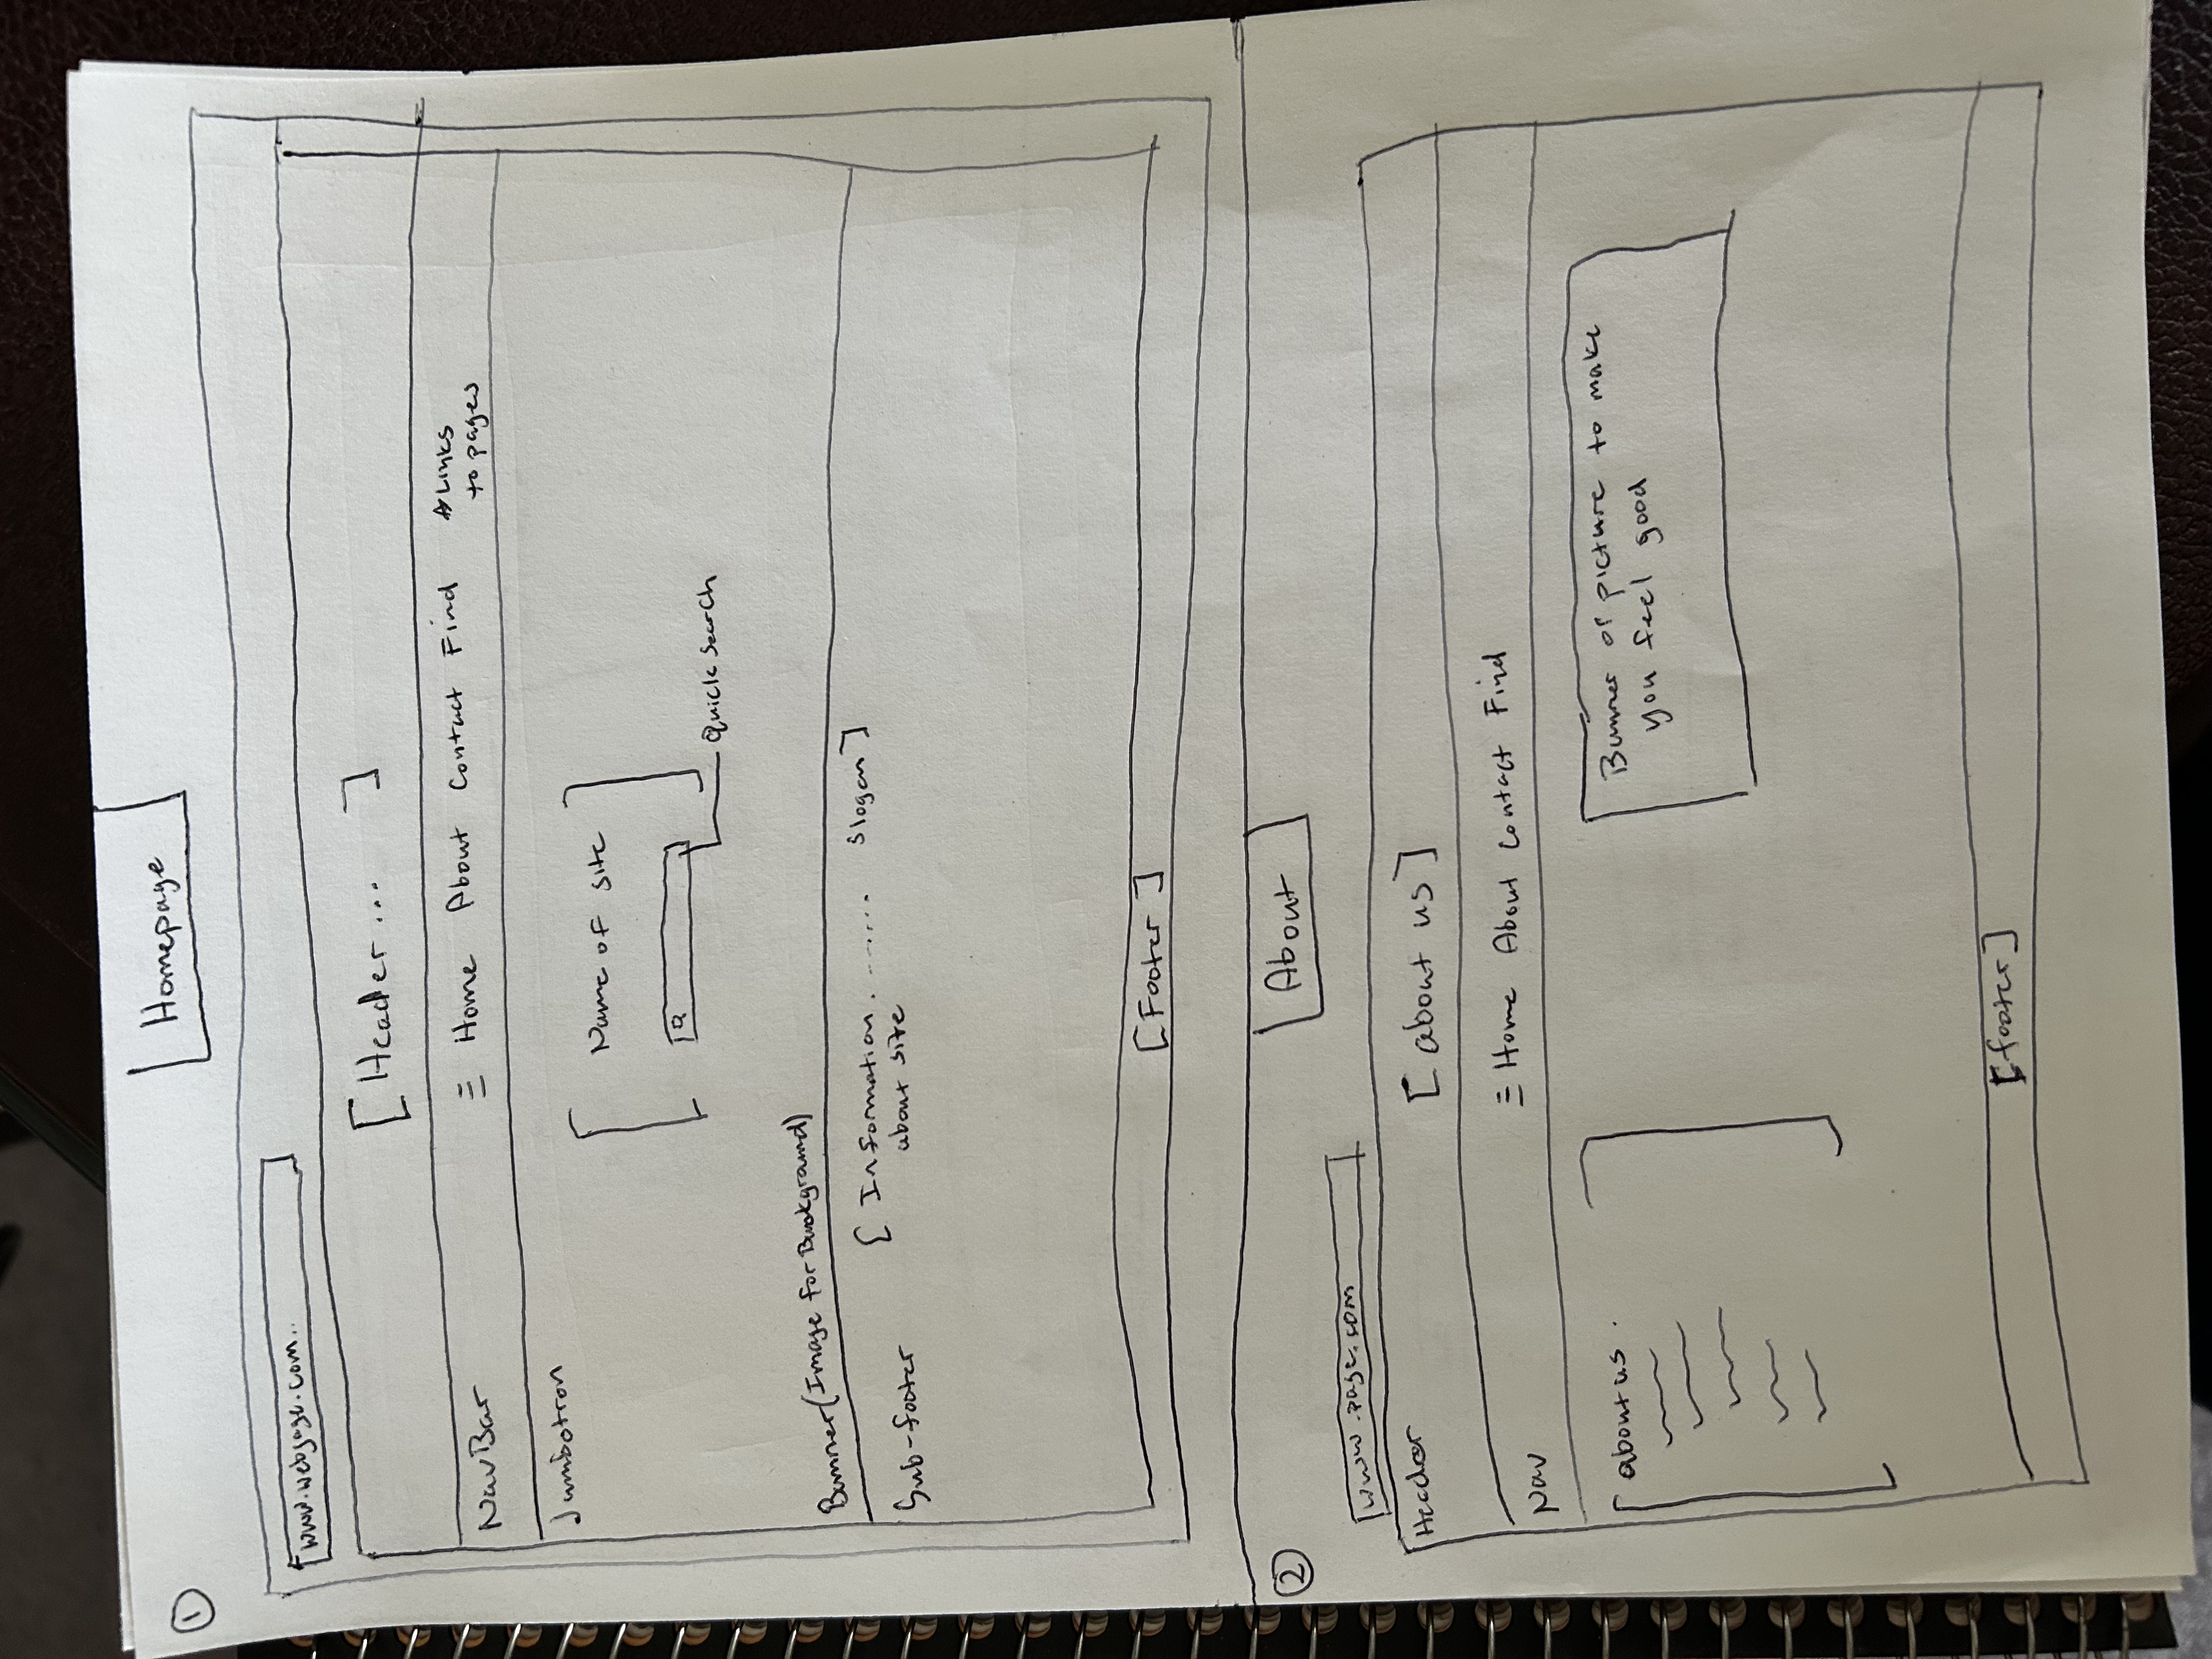 ①
Homepage
www.webpage.com..
[ Header ... ]
NavBar
☰ Home About Contact Find
*Links
to pages
Jumbotron
[ Name of site ]
Quick Search
Banner (Image for Background)
Sub-footer
[ Information ....... Slogan ]
about site
[Footer ]
②
About
www.page.com
Header
[ about us ]
Nav
☰ Home About Contact Find
about us .
Banner or picture to make
you feel good
[footer]